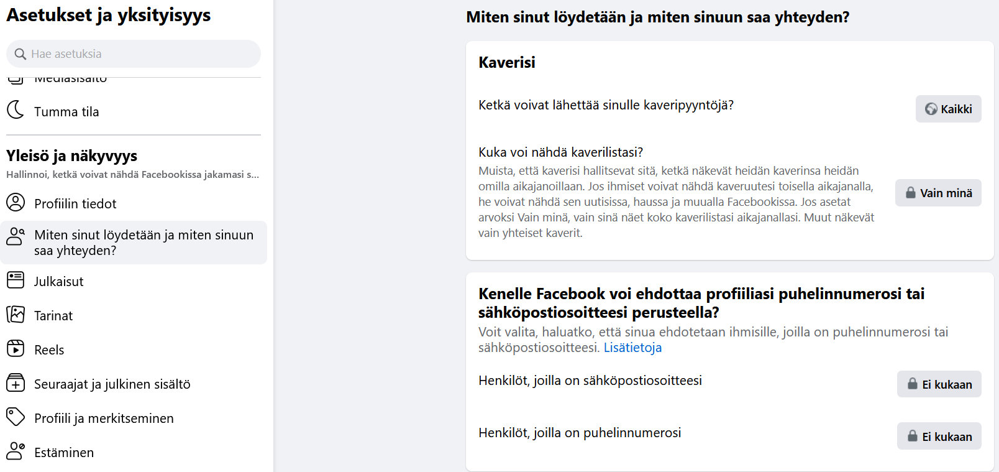 Asetukset ja yksityisyys
Hae asetuksia
Mediasisältö
Tumma tila
Yleisö ja näkyvyys
Hallinnoi, ketkä voivat nähdä Facebookissa jakamasi s...
Profiilin tiedot
Miten sinut löydetään ja miten sinuun
saa yhteyden?
Julkaisut
Tarinat
Reels
Seuraajat ja julkinen sisältö
Profiili ja merkitseminen
Estäminen
Miten sinut löydetään ja miten sinuun saa yhteyden?
Kaverisi
Ketkä voivat lähettää sinulle kaveripyyntöjä?
Kaikki
Kuka voi nähdä kaverilistasi?
Muista, että kaverisi hallitsevat sitä, ketkä näkevät heidän kaverinsa heidän
omilla aikajanoillaan. Jos ihmiset voivat nähdä kaveruutesi toisella aikajanalla,
he voivat nähdä sen uutisissa, haussa ja muualla Facebookissa. Jos asetat
arvoksi Vain minä, vain sinä näet koko kaverilistasi aikajanallasi. Muut näkevät
vain yhteiset kaverit.
Vain minä
Kenelle Facebook voi ehdottaa profiiliasi puhelinnumerosi tai
sähköpostiosoitteesi perusteella?
Voit valita, haluatko, että sinua ehdotetaan ihmisille, joilla on puhelinnumerosi tai
sähköpostiosoitteesi. Lisätietoja
Henkilöt, joilla on sähköpostiosoitteesi
Ei kukaan
Henkilöt, joilla on puhelinnumerosi
Ei kukaan